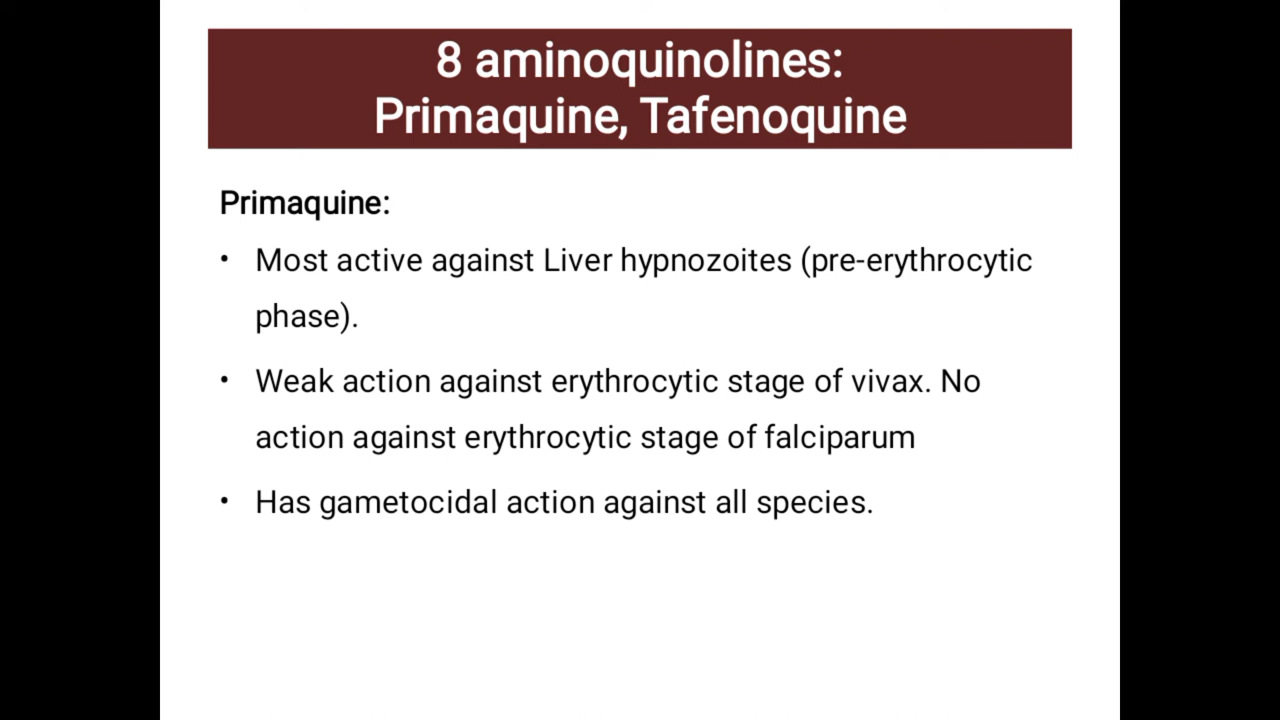 8 aminoquinolines:
Primaquine, Tafenoquine
Primaquine:
• Most active against Liver hypnozoites (pre-erythrocytic
phase).
• Weak action against erythrocytic stage of vivax. No
action against erythrocytic stage of falciparum
• Has gametocidal action against all species.